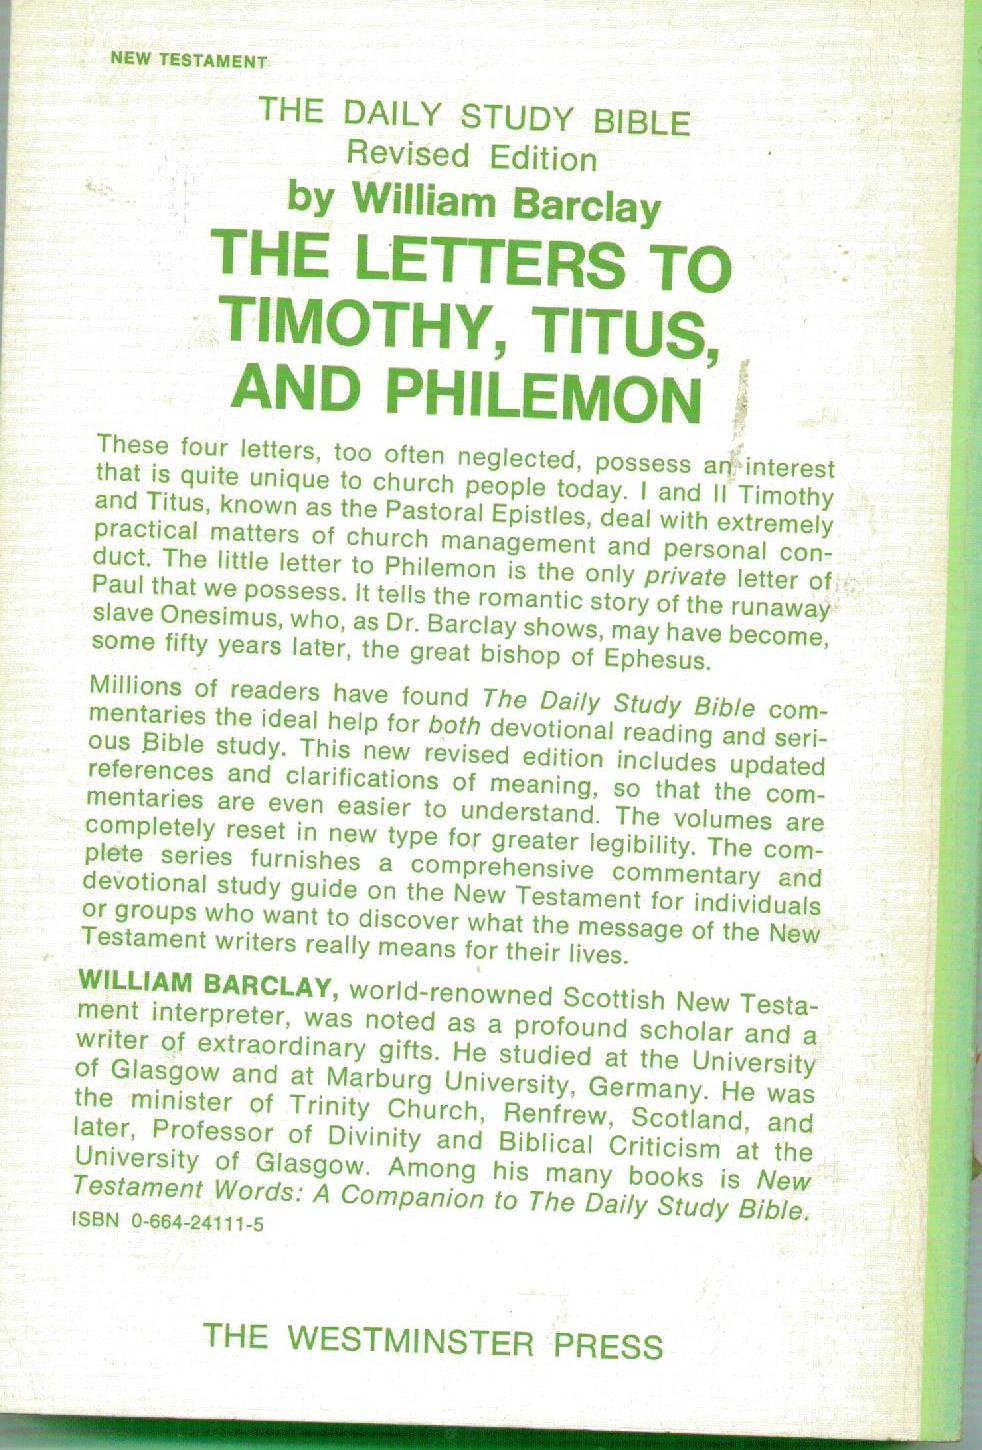 NEW TESTAMENT
THE DAILY STUDY BIBLE
Revised Edition
by William Barclay
THE LETTERS TO
TIMOTHY, TITUS,
AND PHILEMON
These four letters, too often neglected, possess an interest
that is quite unique to church people today. I and II Timothy
and Titus, known as the Pastoral Epistles, deal with extremely
practical matters of church management and personal con-
duct. The little letter to Philemon is the only private letter of
Paul that we possess. It tells the romantic story of the runaway
slave Onesimus, who, as Dr. Barclay shows, may have become,
some fifty years later, the great bishop of Ephesus.
Millions of readers have found The Daily Study Bible com-
mentaries the ideal help for both devotional reading and seri-
ous Bible study. This new revised edition includes updated
references and clarifications of meaning, so that the com-
mentaries are even easier to understand. The volumes are
completely reset in new type for greater legibility. The com-
plete series furnishes a comprehensive commentary and
devotional study guide on the New Testament for individuals
or groups who want to discover what the message of the New
Testament writers really means for their lives.
WILLIAM BARCLAY, world-renowned Scottish New Testa-
ment interpreter, was noted as a profound scholar and a
writer of extraordinary gifts. He studied at the University
of Glasgow and at Marburg University, Germany. He was
the minister of Trinity Church, Renfrew, Scotland, and
later, Professor of Divinity and Biblical Criticism at the
University of Glasgow. Among his many books is New
Testament Words: A Companion to The Daily Study Bible.
ISBN 0-664-24111-5
THE WESTMINSTER PRESS